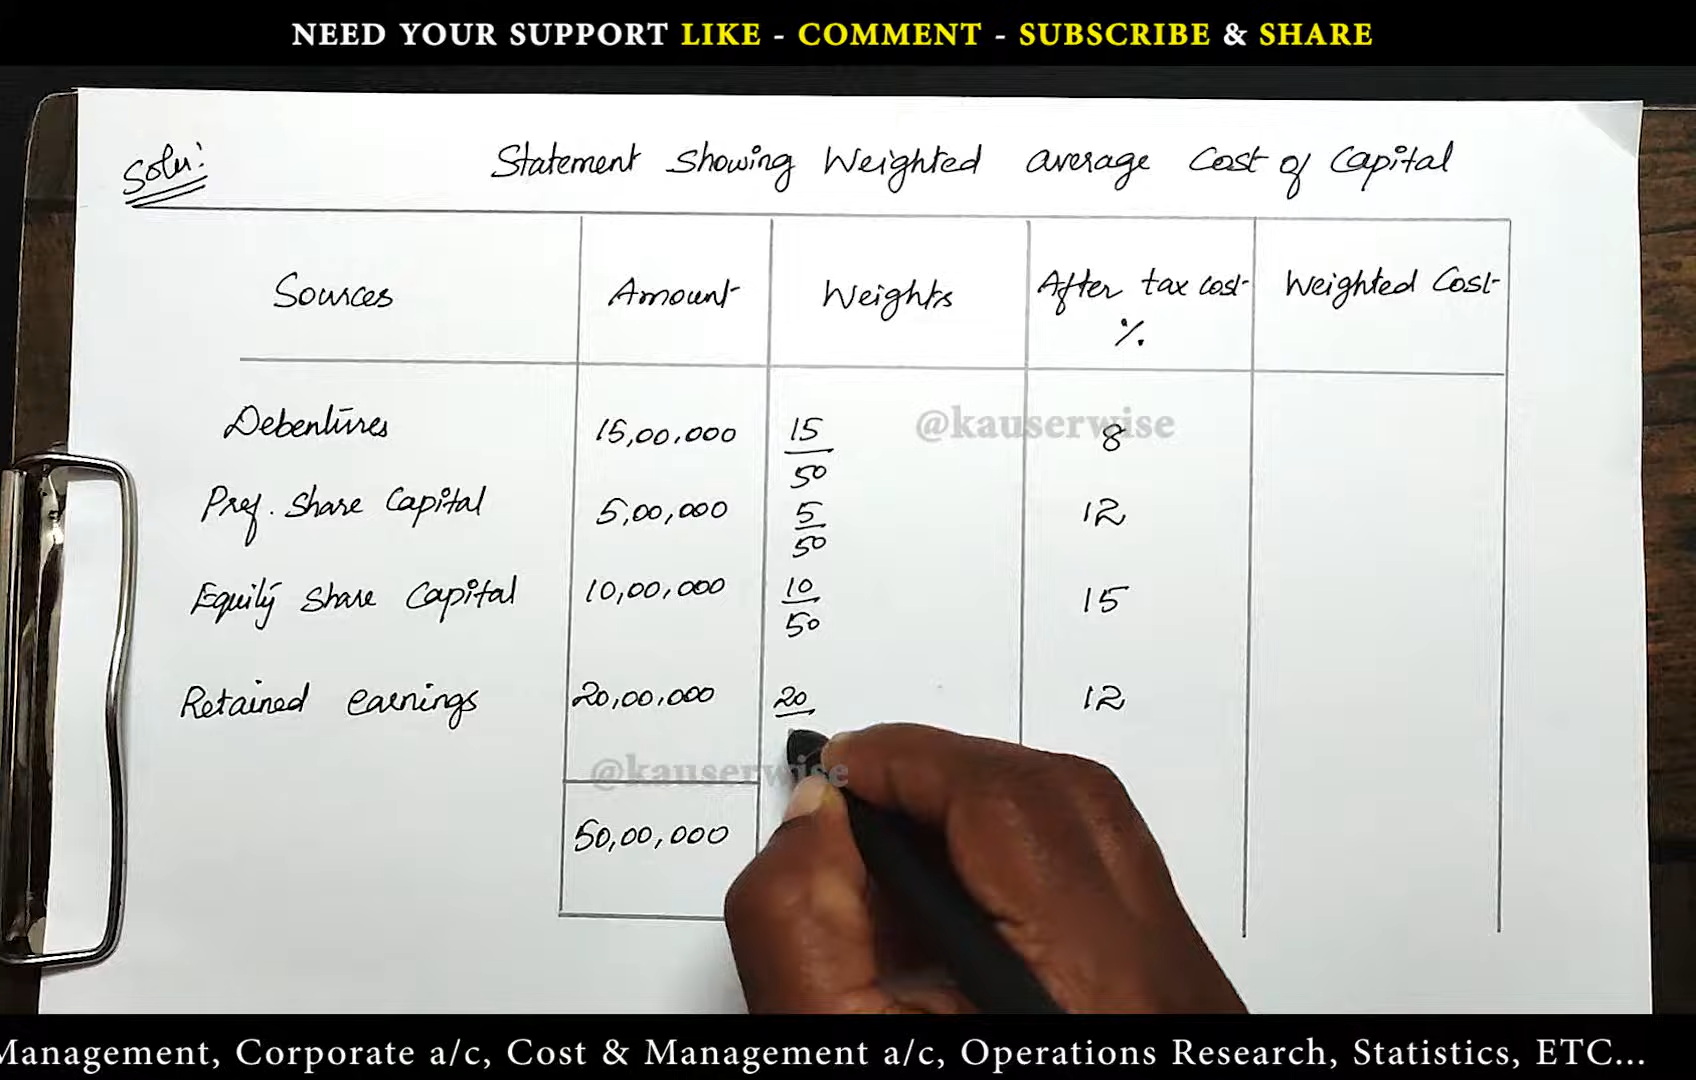 NEED YOUR SUPPORT LIKE - COMMENT - SUBSCRIBE & SHARE
Soln:
Statement Showing Weighted average Cost of Capital
Sources Amount Weights After tax cost % Weighted Cost
Debentures 15,00,000 15/50 8
Pref. Share Capital 5,00,000 5/50 12
Equity Share Capital 10,00,000 10/50 15
Retained earnings 20,00,000 20 12
50,00,000
@kauserwise
@kauserwise
Management, Corporate a/c, Cost & Management a/c, Operations Research, Statistics, ETC...